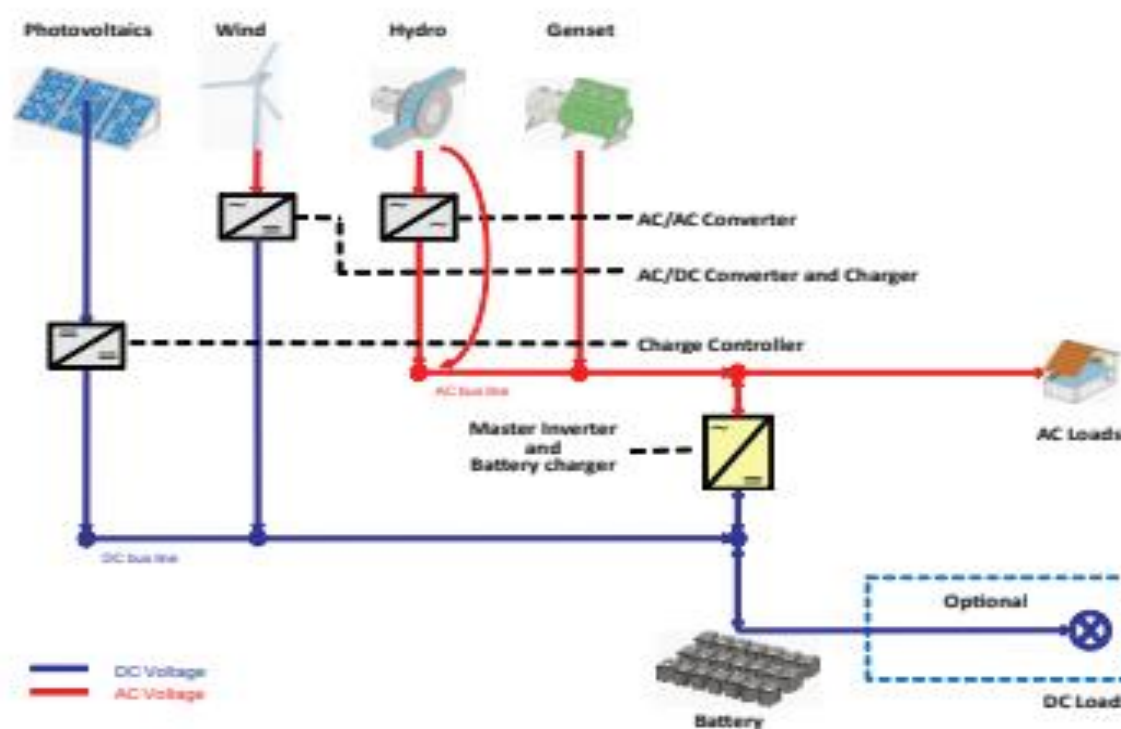 Photovoltaics
Wind
Hydro
Genset
AC/AC Converter
AC/DC Converter and Charger
Charge Controller
AC bus line
AC Loads
Master Inverter
and
Battery charger
DC bus line
Optional
DC Voltage
AC Voltage
Battery
DC Load